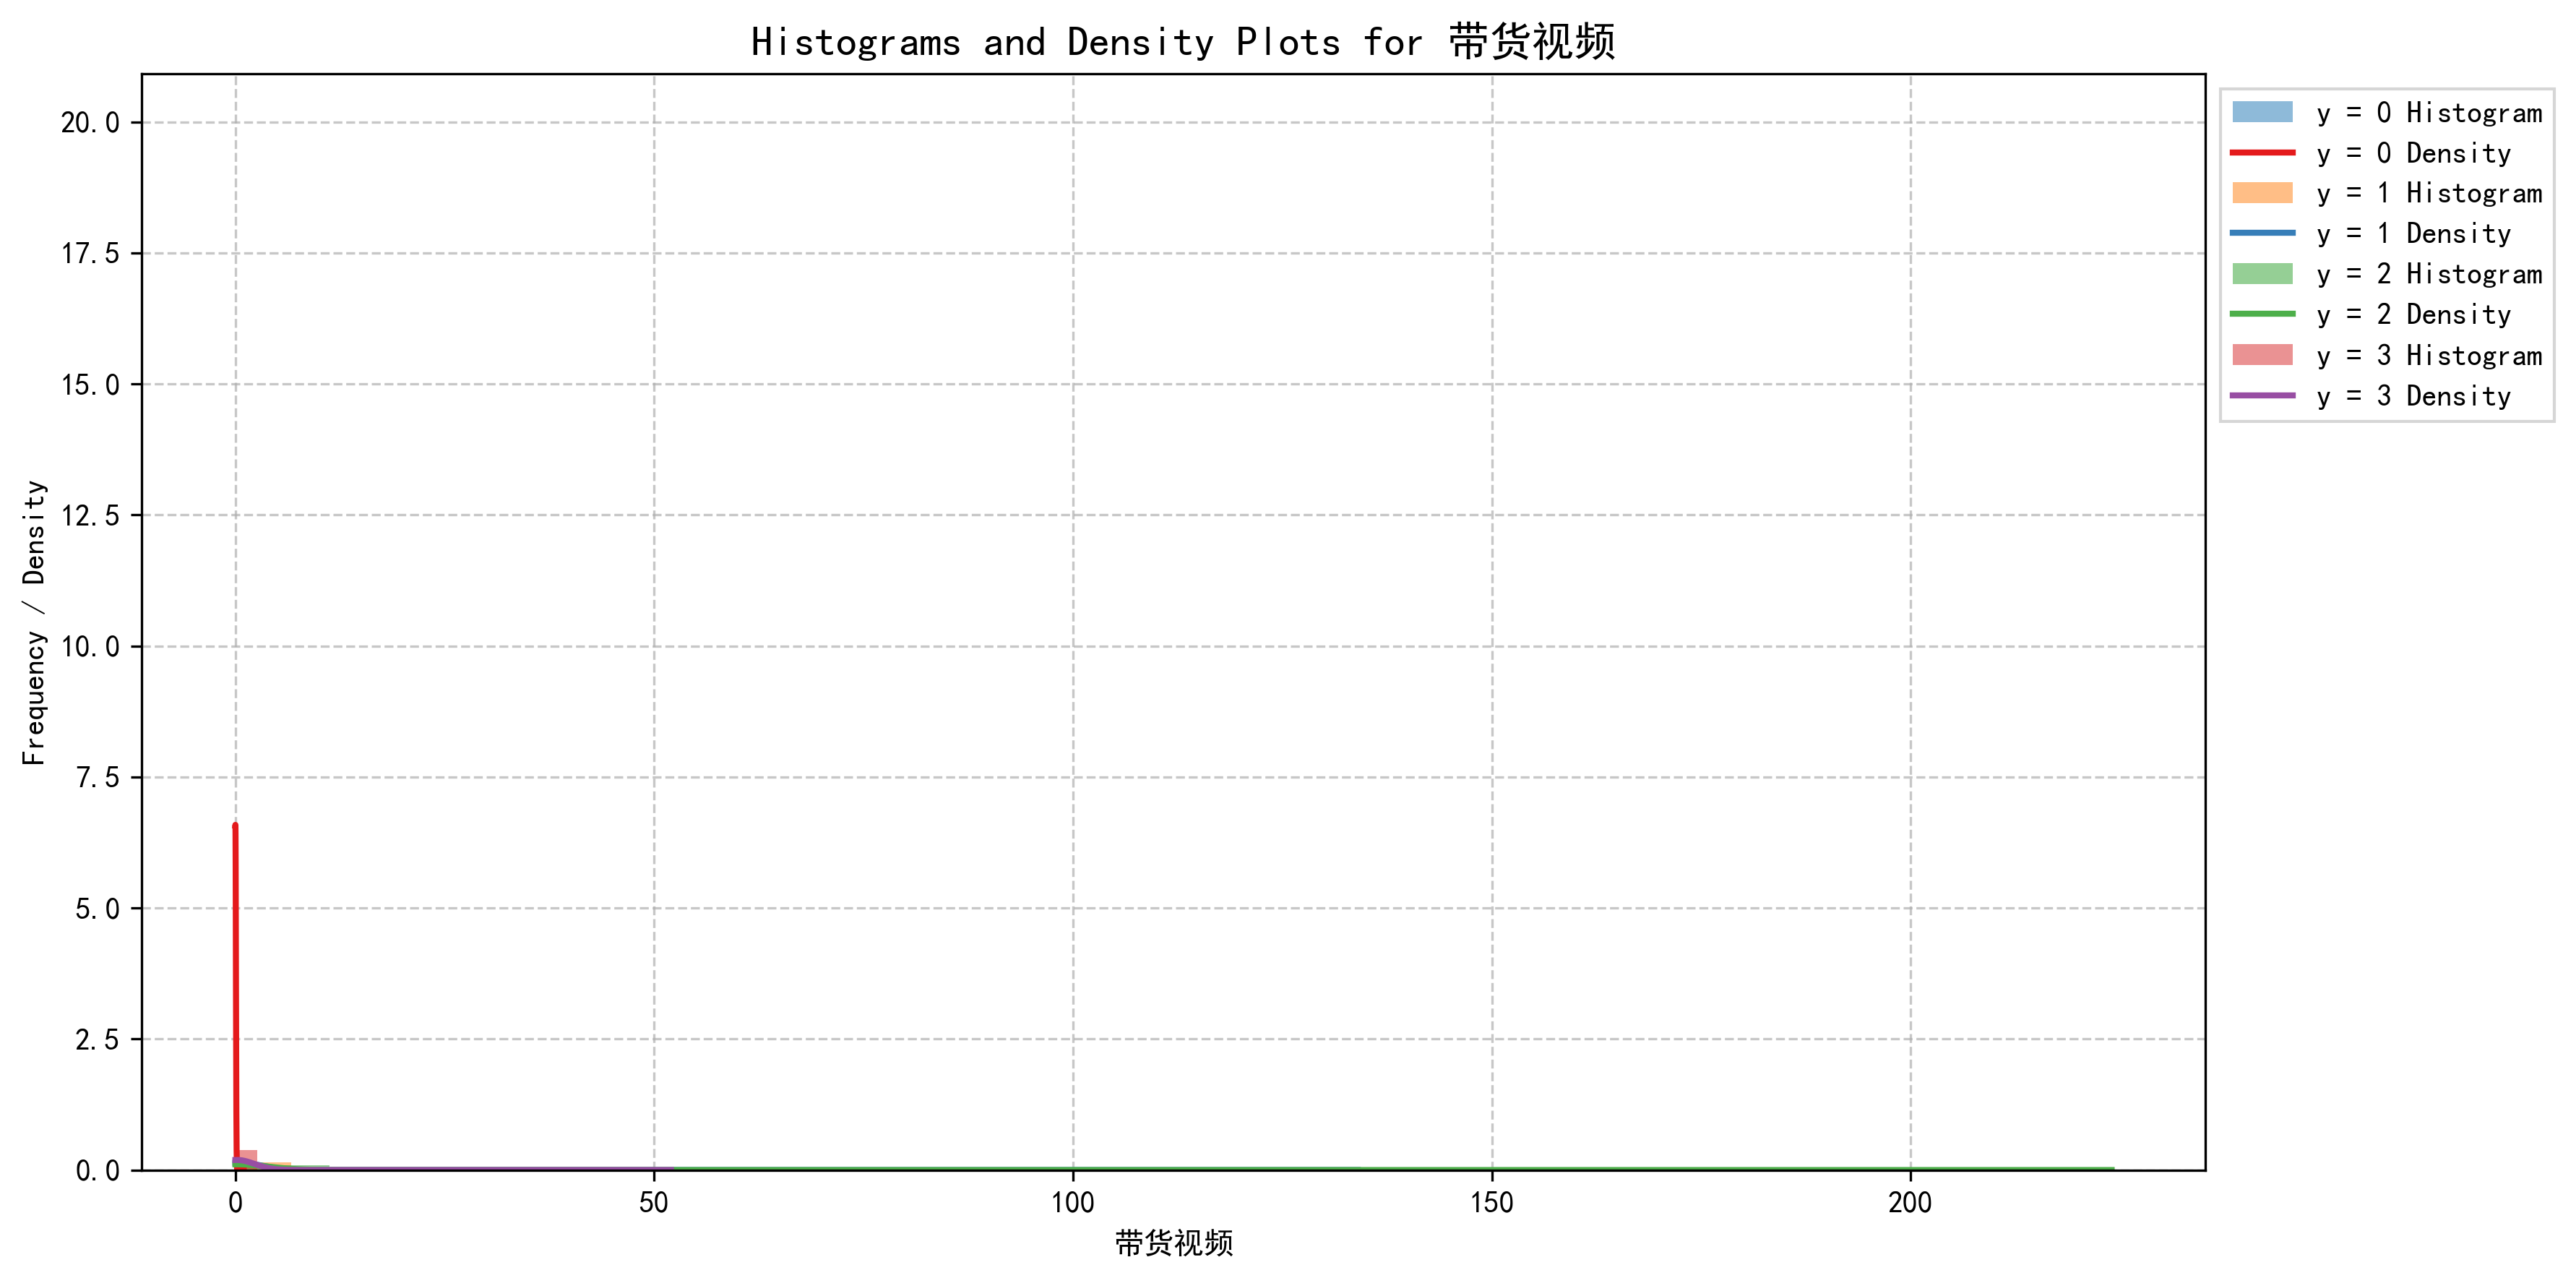 Histograms and Density Plots for 带货视频
Frequency / Density
20.0
17.5
15.0
12.5
10.0
7.5
5.0
2.5
0.0
0
50
100
150
200
带货视频
y = 0 Histogram
y = 0 Density
y = 1 Histogram
y = 1 Density
y = 2 Histogram
y = 2 Density
y = 3 Histogram
y = 3 Density